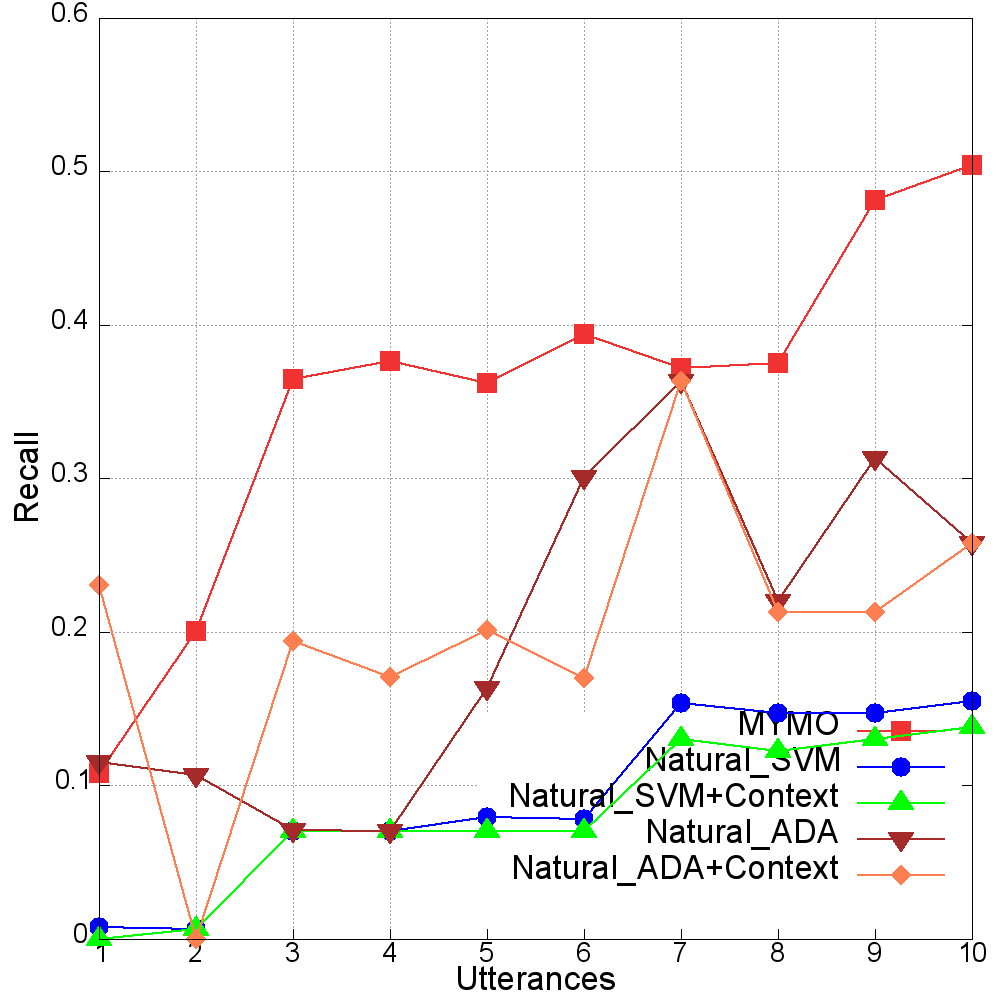 0.6
0.5
0.4
0.3
0.2
0.1
0
Recall
1 2 3 4 5 6 7 8 9 10
Utterances
MYMO
Natural_SVM
Natural_SVM+Context
Natural_ADA
Natural_ADA+Context